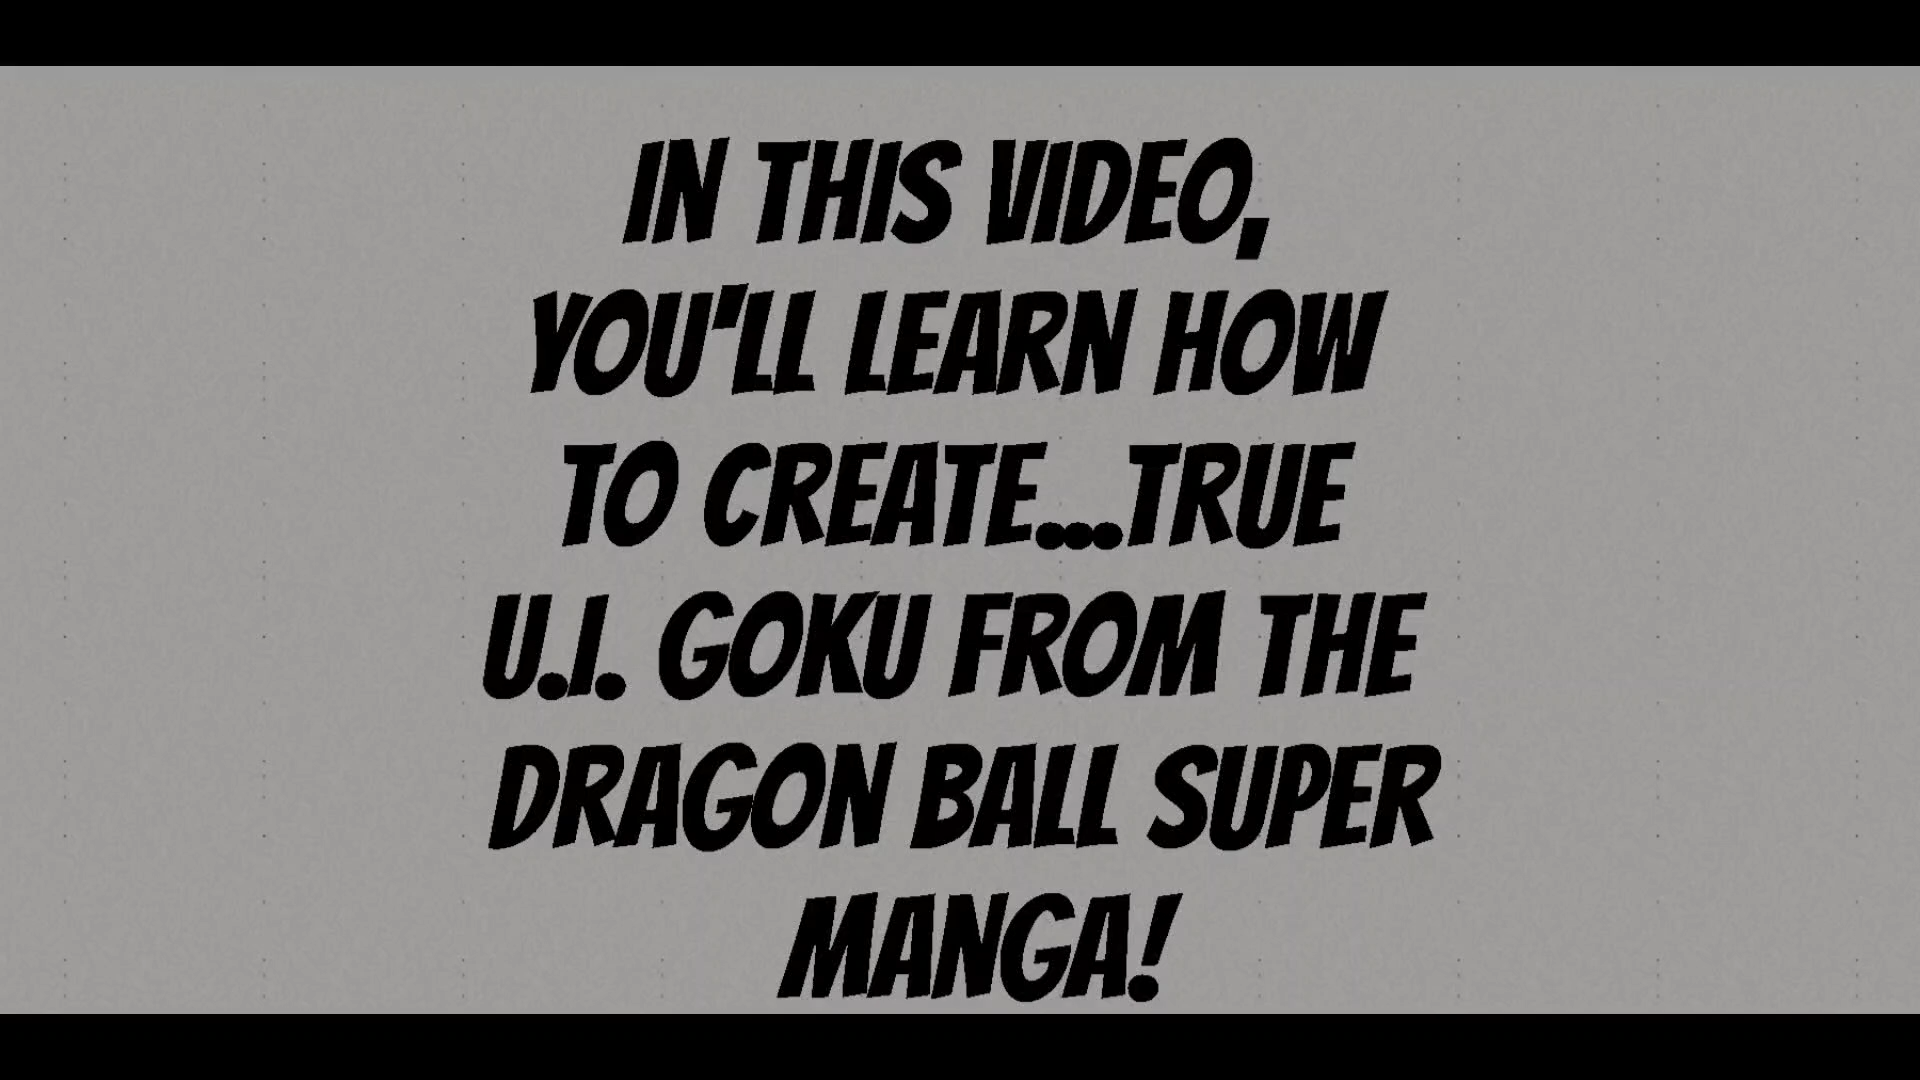 IN THIS VIDEO,
YOU'LL LEARN HOW
TO CREATE...TRUE
U.I. GOKU FROM THE
DRAGON BALL SUPER
MANGA!